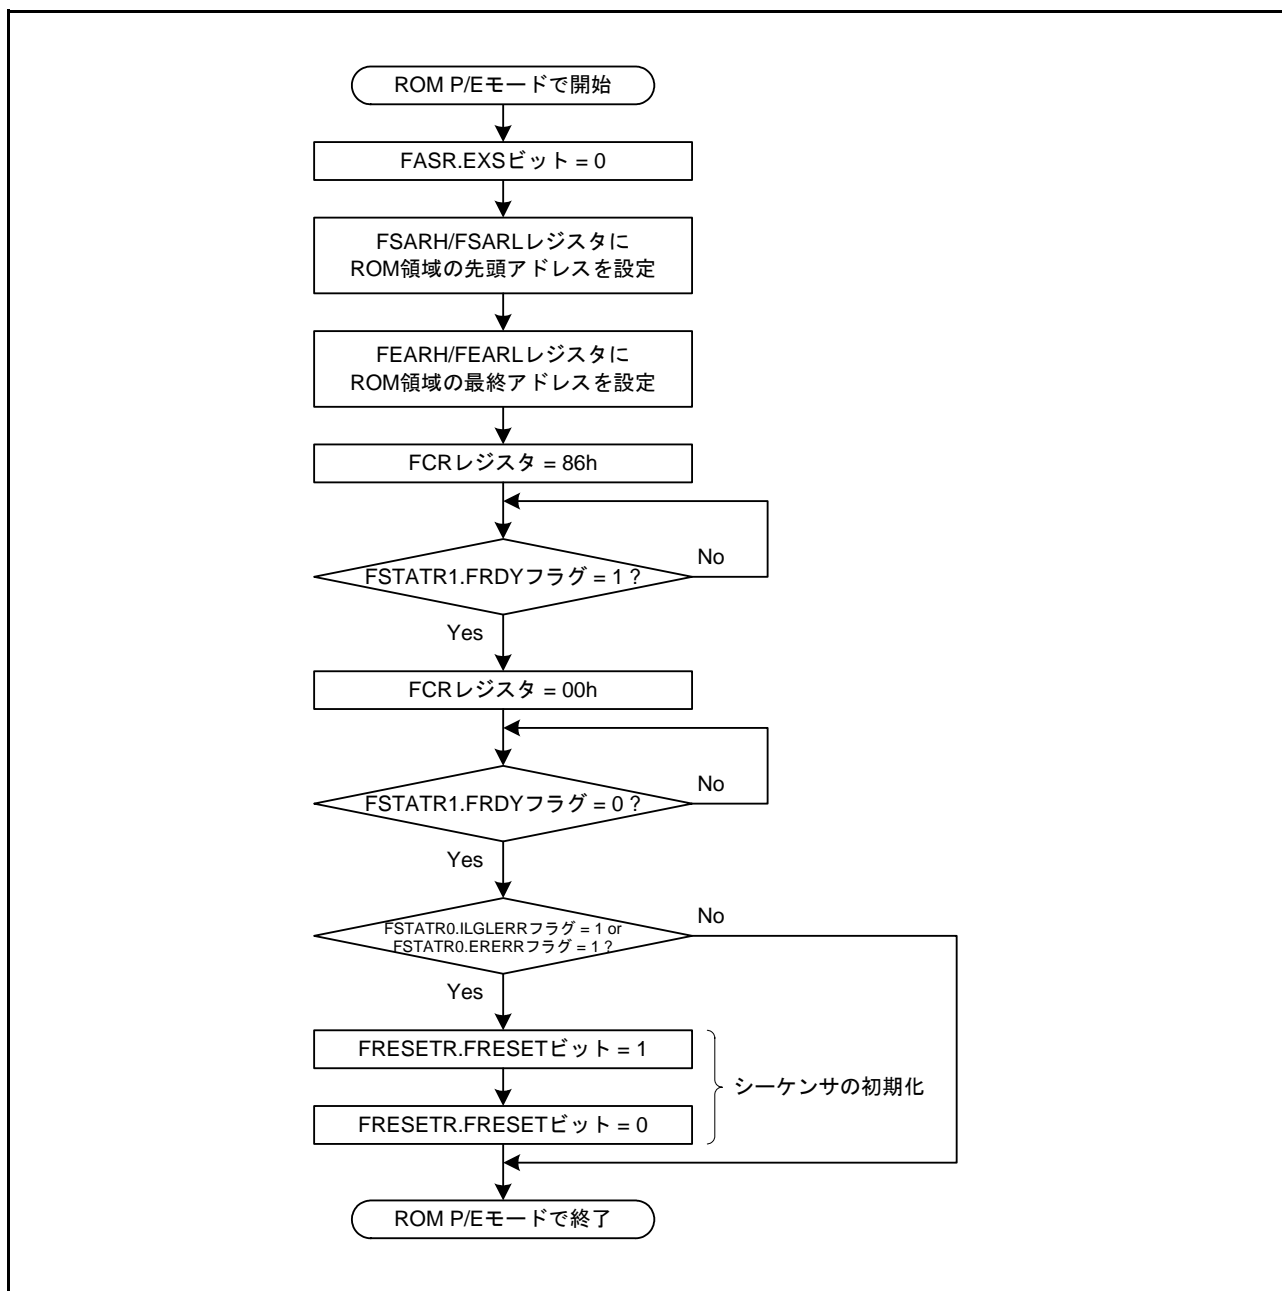 ROM P/Eモードで開始
FASR.EXSビット = 0
FSARH/FSARLレジスタに
ROM領域の先頭アドレスを設定
FEARH/FEARLレジスタに
ROM領域の最終アドレスを設定
FCRレジスタ = 86h
FSTATR1.FRDYフラグ = 1 ?
No
Yes
FCRレジスタ = 00h
FSTATR1.FRDYフラグ = 0 ?
No
Yes
FSTATR0.ILGLERRフラグ = 1 or
FSTATR0.ERERRフラグ = 1 ?
No
Yes
FRESETR.FRESETビット = 1
シーケンサの初期化
FRESETR.FRESETビット = 0
ROM P/Eモードで終了